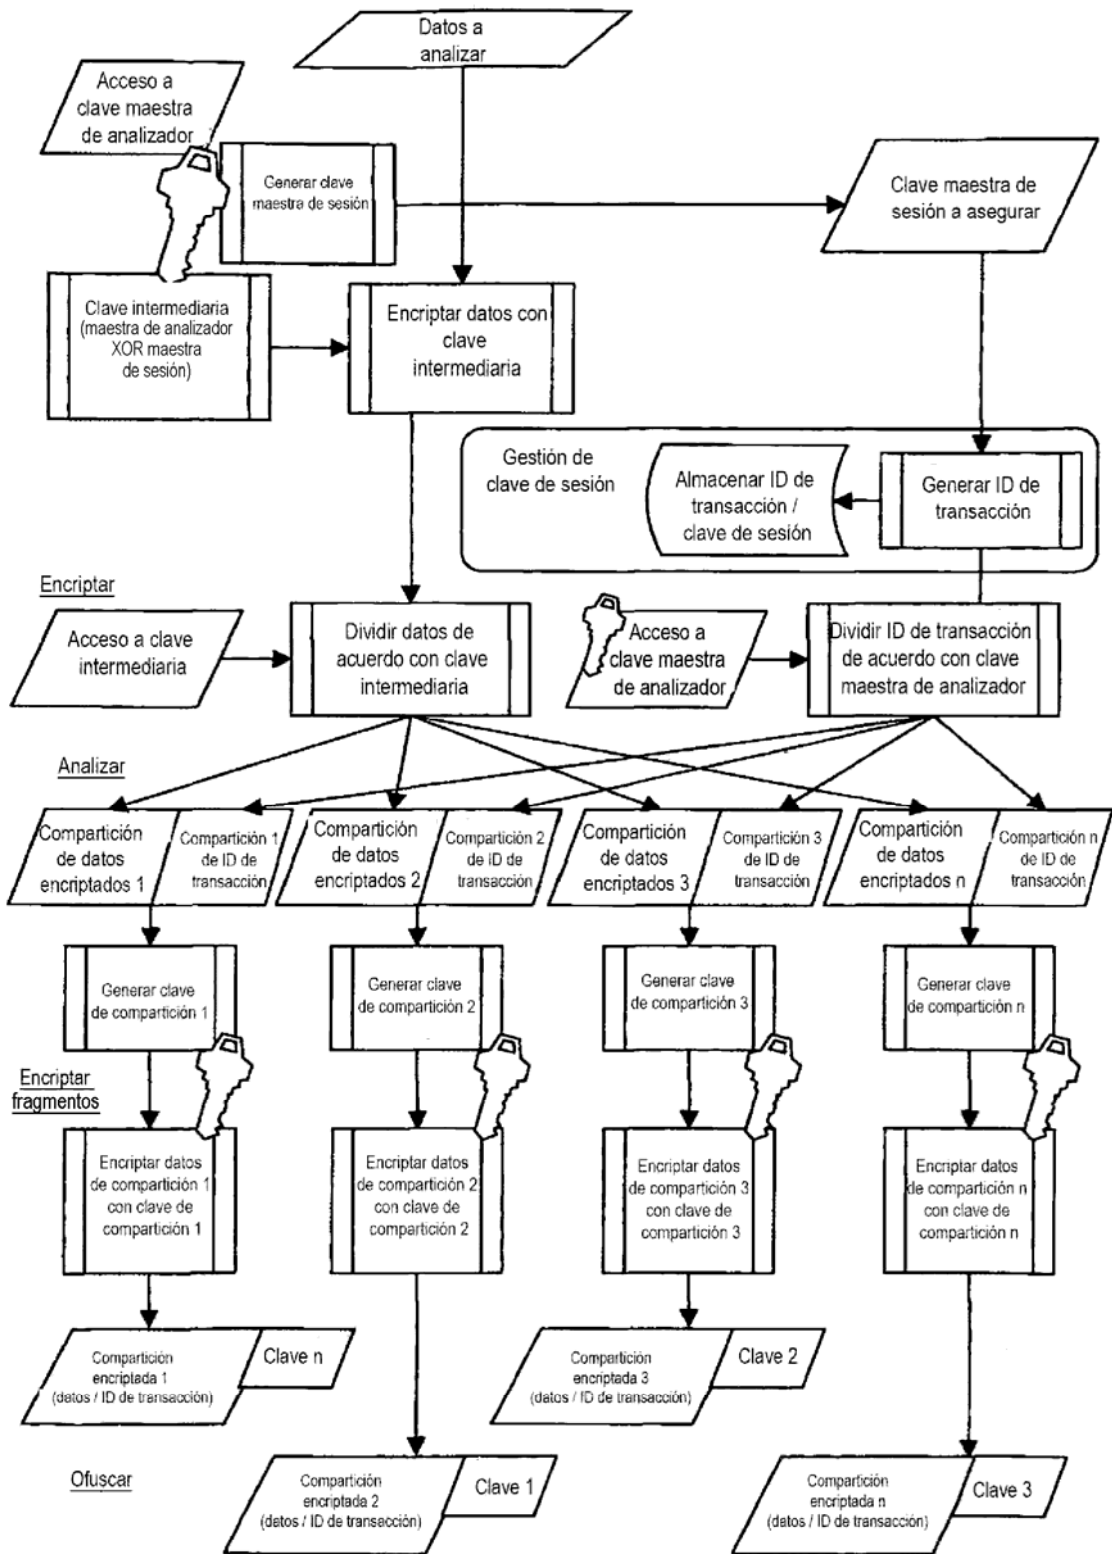 Datos a
analizar
Acceso a
clave maestra
de analizador
Generar clave
maestra de sesión
Clave maestra de
sesión a asegurar
Clave intermediaria
(maestra de analizador
XOR maestra
de sesión)
Encriptar datos con
clave
intermediaria
Gestión de
clave de sesión
Almacenar ID de
transacción /
clave de sesión
Generar ID de
transacción
Encriptar
Acceso a clave
intermediaria
Dividir datos de
acuerdo con clave
intermediaria
Acceso a
clave maestra
de analizador
Dividir ID de transacción
de acuerdo con clave
maestra de analizador
Analizar
Compartición
de datos
encriptados 1
Compartición 1
de ID de
transacción
Compartición
de datos
encriptados 2
Compartición 2
de ID de
transacción
Compartición
de datos
encriptados 3
Compartición 3
de ID de
transacción
Compartición
de datos
encriptados n
Compartición n
de ID de
transacción
Generar clave
de compartición 1
Generar clave
de compartición 2
Generar clave
de compartición 3
Generar clave
de compartición n
Encriptar
fragmentos
Encriptar datos
de compartición 1
con clave de
compartición 1
Encriptar datos
de compartición 2
con clave de
compartición 2
Encriptar datos
de compartición 3
con clave de
compartición 3
Encriptar datos
de compartición n
con clave de
compartición n
Compartición
encriptada 1
(datos / ID de transacción)
Clave n
Compartición
encriptada 3
(datos / ID de transacción)
Clave 2
Ofuscar
Compartición
encriptada 2
(datos / ID de transacción)
Clave 1
Compartición
encriptada n
(datos / ID de transacción)
Clave 3